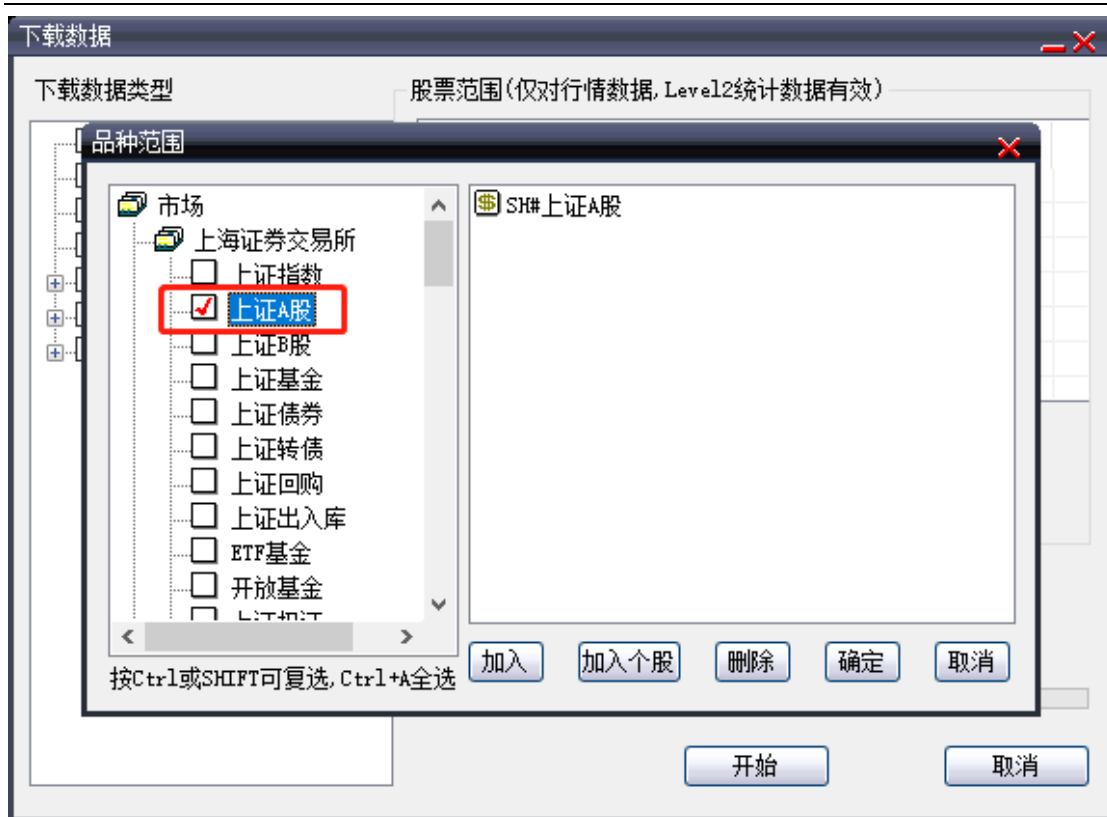 下载数据
下载数据类型
股票范围(仅对行情数据,Level2统计数据有效)
品种范围
市场
上海证券交易所
上证指数
上证A股
上证B股
上证基金
上证债券
上证转债
上证回购
上证出入库
ETF基金
开放基金
SH#上证A股
按Ctrl或SHIFT可复选,Ctrl+A全选
加入
加入个股
删除
确定
取消
开始
取消